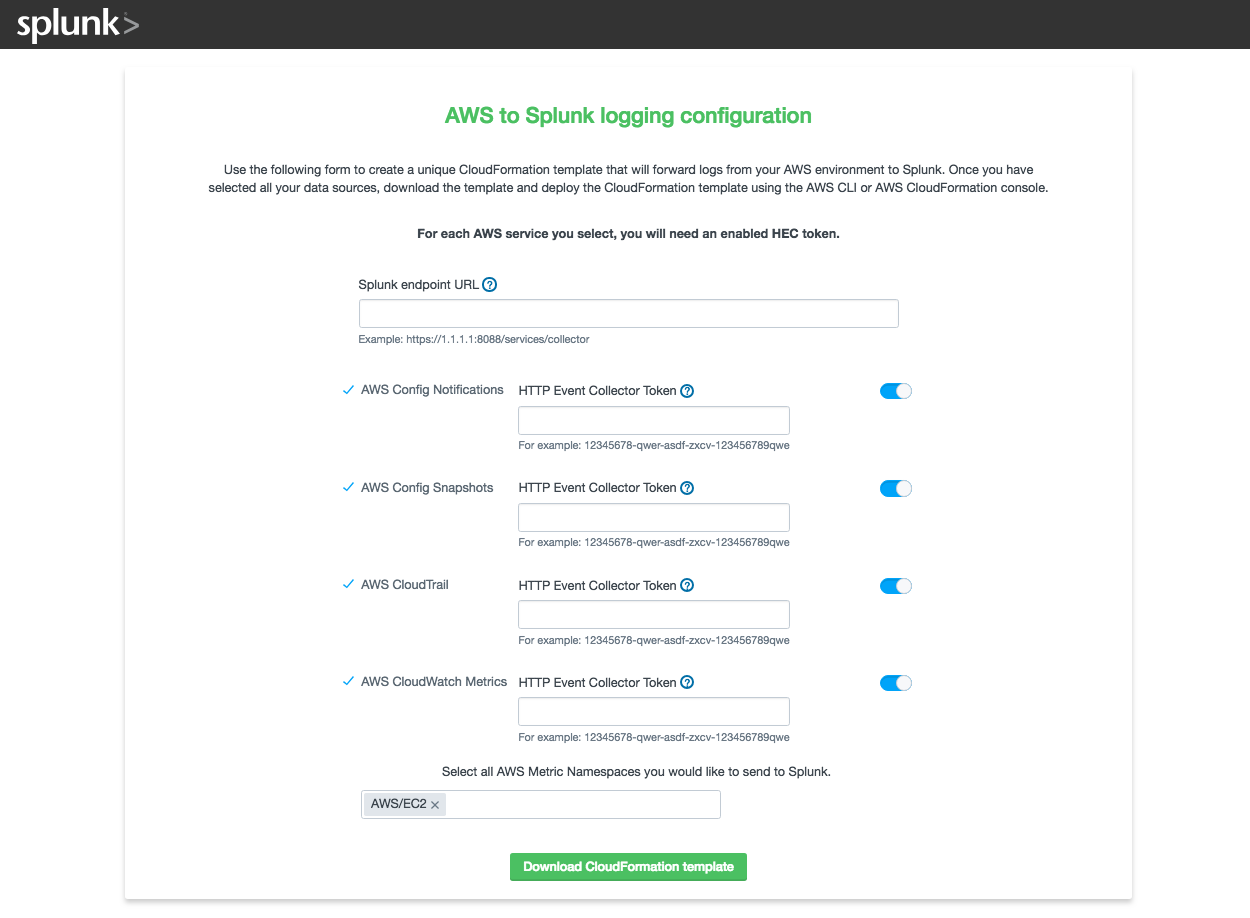 splunk>
AWS to Splunk logging configuration
Use the following form to create a unique CloudFormation template that will forward logs from your AWS environment to Splunk. Once you have
selected all your data sources, download the template and deploy the CloudFormation template using the AWS CLI or AWS CloudFormation console.
For each AWS service you select, you will need an enabled HEC token.
Splunk endpoint URL ?
Example: https://1.1.1.1:8088/services/collector
AWS Config Notifications HTTP Event Collector Token ?
For example: 12345678-qwer-asdf-zxcv-123456789qwe
AWS Config Snapshots HTTP Event Collector Token ?
For example: 12345678-qwer-asdf-zxcv-123456789qwe
AWS CloudTrail HTTP Event Collector Token ?
For example: 12345678-qwer-asdf-zxcv-123456789qwe
AWS CloudWatch Metrics HTTP Event Collector Token ?
For example: 12345678-qwer-asdf-zxcv-123456789qwe
Select all AWS Metric Namespaces you would like to send to Splunk.
AWS/EC2 ×
Download CloudFormation template